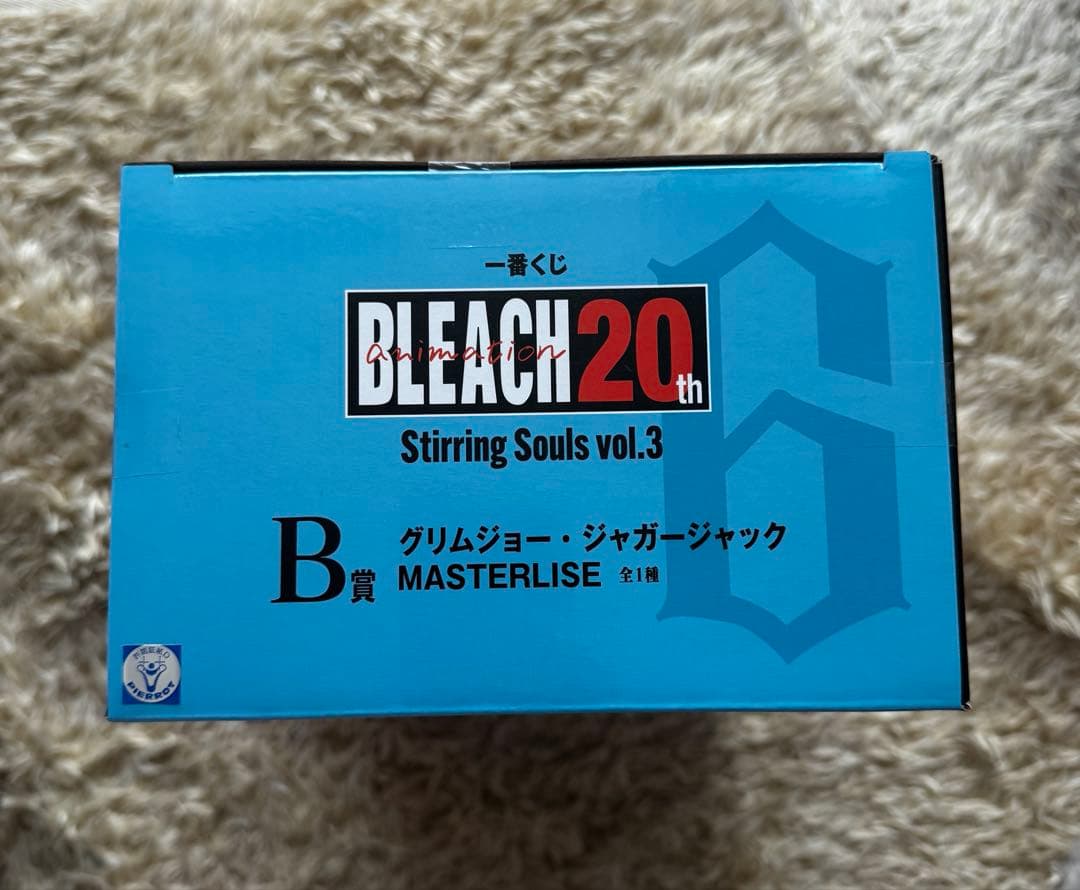 一番くじ
BLEACH 20th
animation
Stirring Souls vol.3
B賞
グリムジョー・ジャガージャック
MASTERLISE 全1種
6
PIERROT